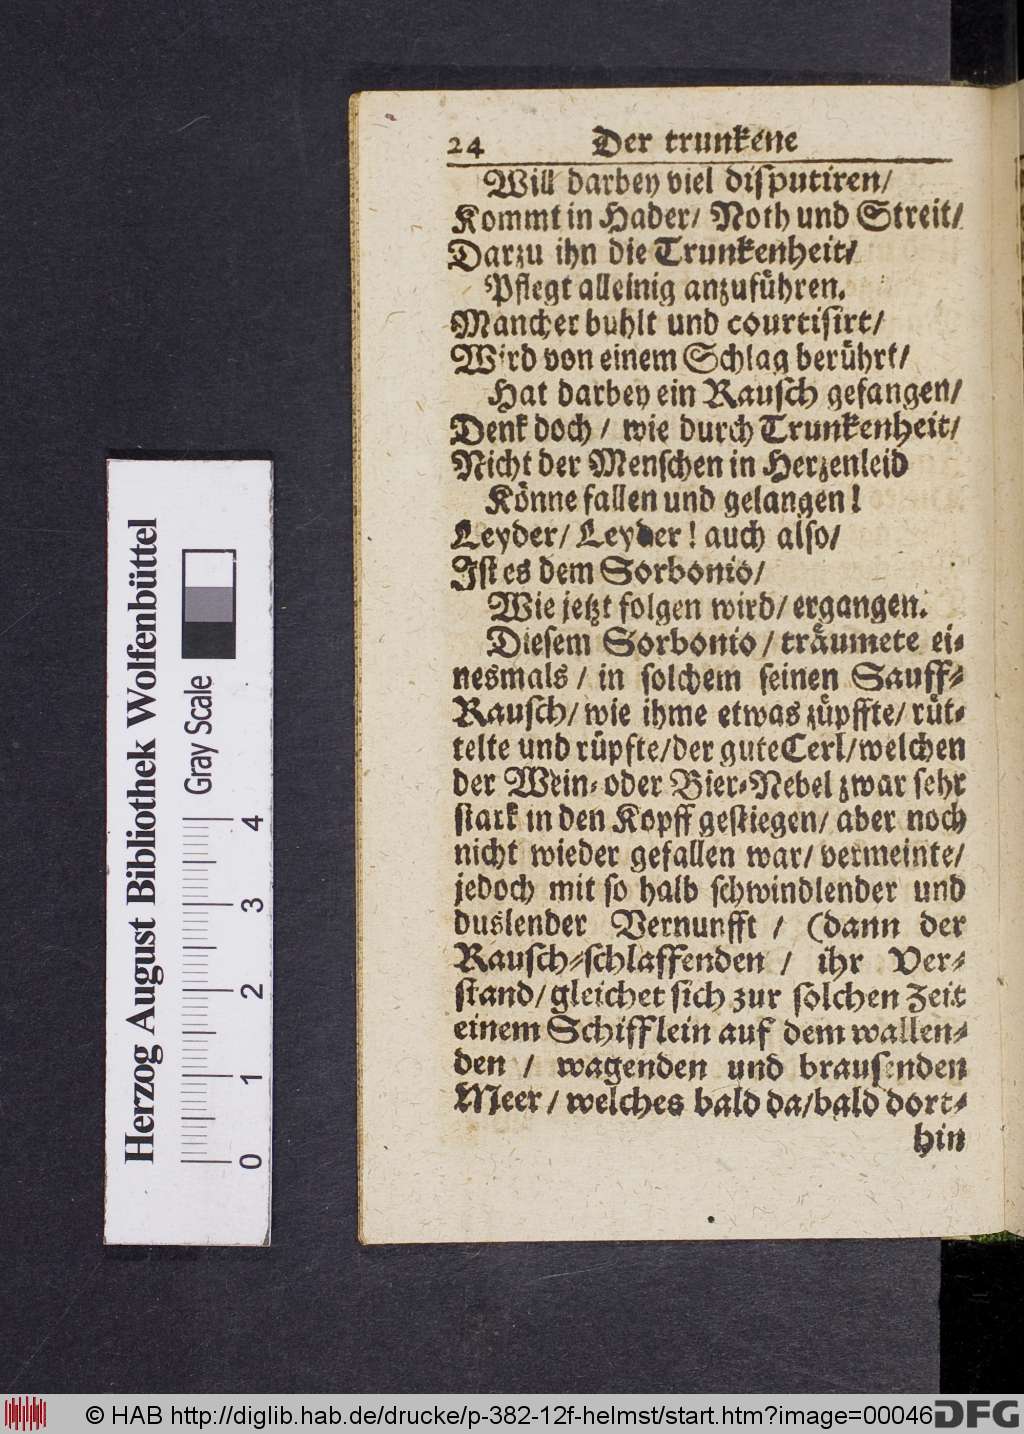 24 Der trunkene
Will darbey viel disputiren/
Kommt in Hader/ Noth und Streit/
Darzu ihn die Trunkenheit/
Pflegt alleinig anzuführen.
Mancher buhlt und courtisirt/
Wird von einem Schlag berührt/
Hat darbey ein Rausch gefangen/
Denk doch / wie durch Trunkenheit/
Nicht der Menschen in Herzenleid
Könne fallen und gelangen!
Leyder/ Leyder! auch also/
Ist es dem Sorbonio/
Wie jetzt folgen wird/ ergangen.
Diesem Sorbonio / träumete ei-
nesmals / in solchem seinen Sauff-
Rausch/ wie ihme etwas züpffte/ rüt-
telte und rüpfte/der gute Cerl/welchen
der Wein- oder Bier-Nebel zwar sehr
stark in den Kopff gestiegen/ aber noch
nicht wieder gefallen war/ vermeinte/
jedoch mit so halb schwindlender und
duslender Vernunfft / (dann der
Rausch-schlaffenden / ihr Ver-
stand/ gleichet sich zur solchen Zeit
einem Schifflein auf dem wallen-
den / wagenden und brausenden
Meer / welches bald da/bald dort-
hin
Herzog August Bibliothek Wolfenbüttel
Gray Scale
0 1 2 3 4
© HAB http://diglib.hab.de/drucke/p-382-12f-helmst/start.htm?image=00046
DFG